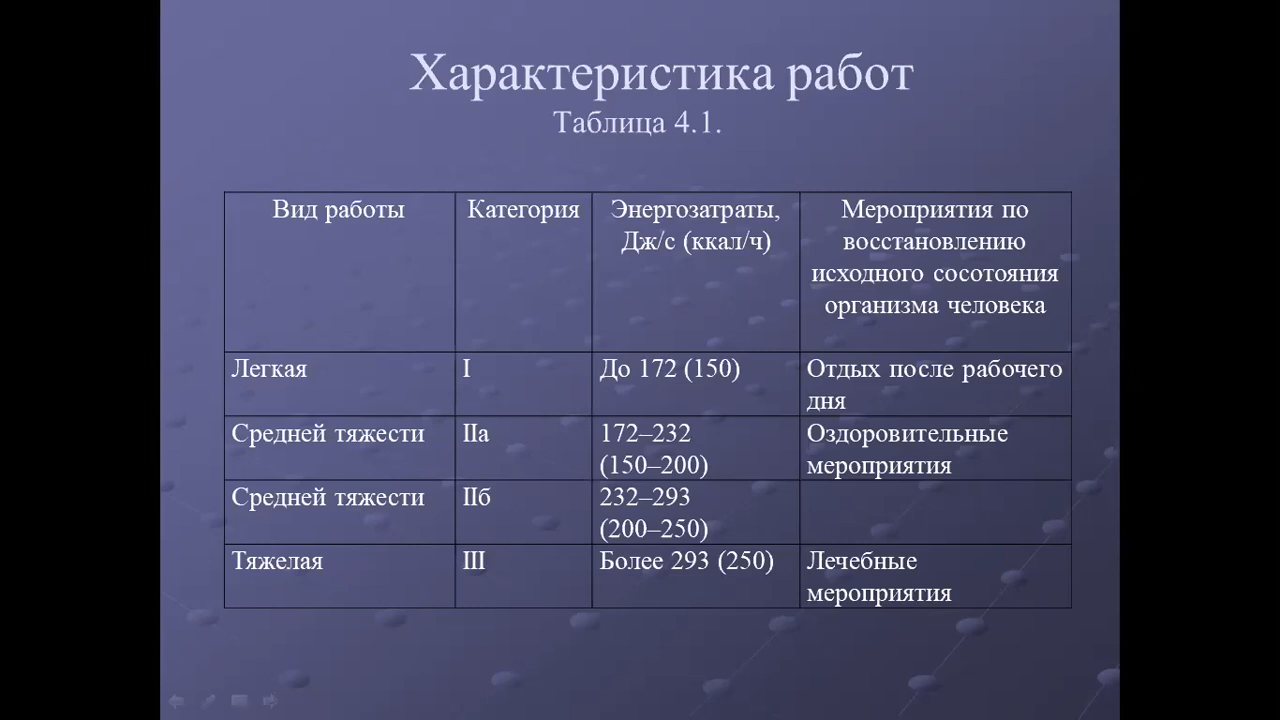 Характеристика работ
Таблица 4.1.
Вид работы
Категория
Энергозатраты,
Дж/с (ккал/ч)
Мероприятия по
восстановлению
исходного сосотояния
организма человека
Легкая
I
До 172 (150)
Отдых после рабочего
дня
Средней тяжести
IIа
172–232
(150–200)
Оздоровительные
мероприятия
Средней тяжести
IIб
232–293
(200–250)
Тяжелая
III
Более 293 (250)
Лечебные
мероприятия